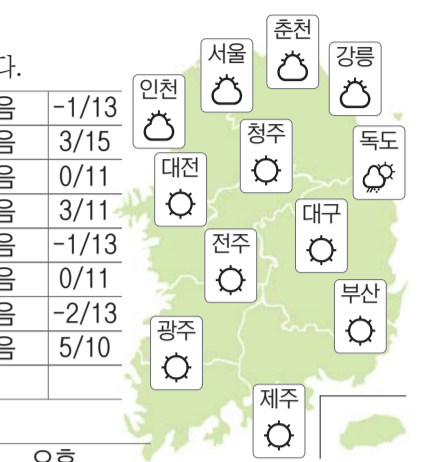 다.
음 -1/13
음 3/15
음 0/11
음 3/11
음 -1/13
음 0/11
음 -2/13
음 5/10
오후
춘천
서울
강릉
인천
청주
독도
대전
대구
전주
부산
광주
제주